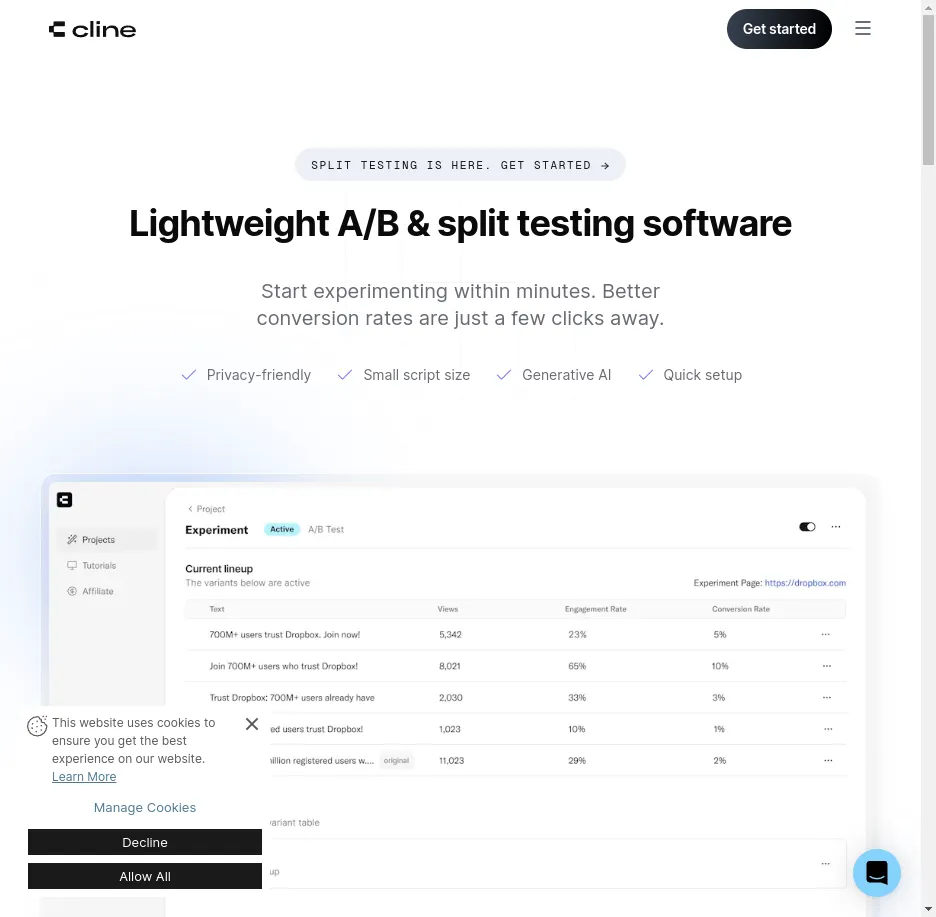 cline
Get started
SPLIT TESTING IS HERE. GET STARTED →
Lightweight A/B & split testing software
Start experimenting within minutes. Better
conversion rates are just a few clicks away.
Privacy-friendly
Small script size
Generative AI
Quick setup
Project
Experiment Active A/B Test
Projects
Tutorials
Affiliate
Current lineup
The variants below are active
Experiment Page: https://dropbox.com
Text Views Engagement Rate Conversion Rate
700M+ users trust Dropbox. Join now! 5,342 23% 5% ...
Join 700M+ users who trust Dropbox! 8,021 65% 10% ...
Trust Dropbox: 700M+ users already have 2,030 33% 3% ...
ed users trust Dropbox! 1,023 10% 1% ...
illion registered users w.... original 11,023 29% 2% ...
variant table
up ...
This website uses cookies to
ensure you get the best
experience on our website.
Learn More
Manage Cookies
Decline
Allow All